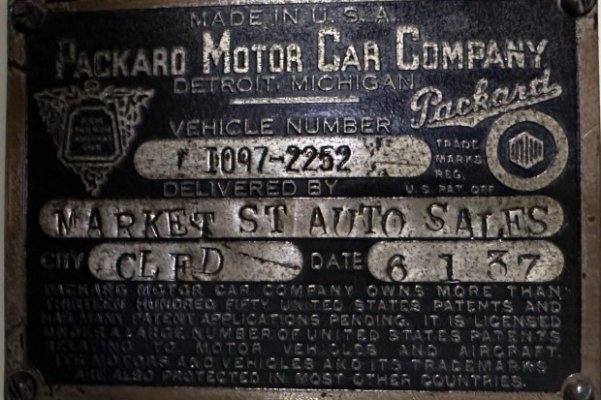 MADE IN U.S.A.
PACKARD MOTOR CAR COMPANY
DETROIT, MICHIGAN
Packard
VEHICLE NUMBER
1097-2252
TRADE
MARKS
REG.
U.S. PAT. OFF
DELIVERED BY
MARKET ST AUTO SALES
CITY CLFD DATE 6 1 37
PACKARD MOTOR CAR COMPANY OWNS MORE THAN
THIRTEEN HUNDRED FIFTY UNITED STATES PATENTS AND
HAS MANY PATENT APPLICATIONS PENDING. IT IS LICENSED
UNDER A LARGE NUMBER OF UNITED STATES PATENTS
RELATING TO MOTOR VEHICLES AND AIRCRAFT.
ITS MOTORS AND VEHICLES AND ITS TRADEMARKS
ARE ALSO PROTECTED IN MOST OTHER COUNTRIES.